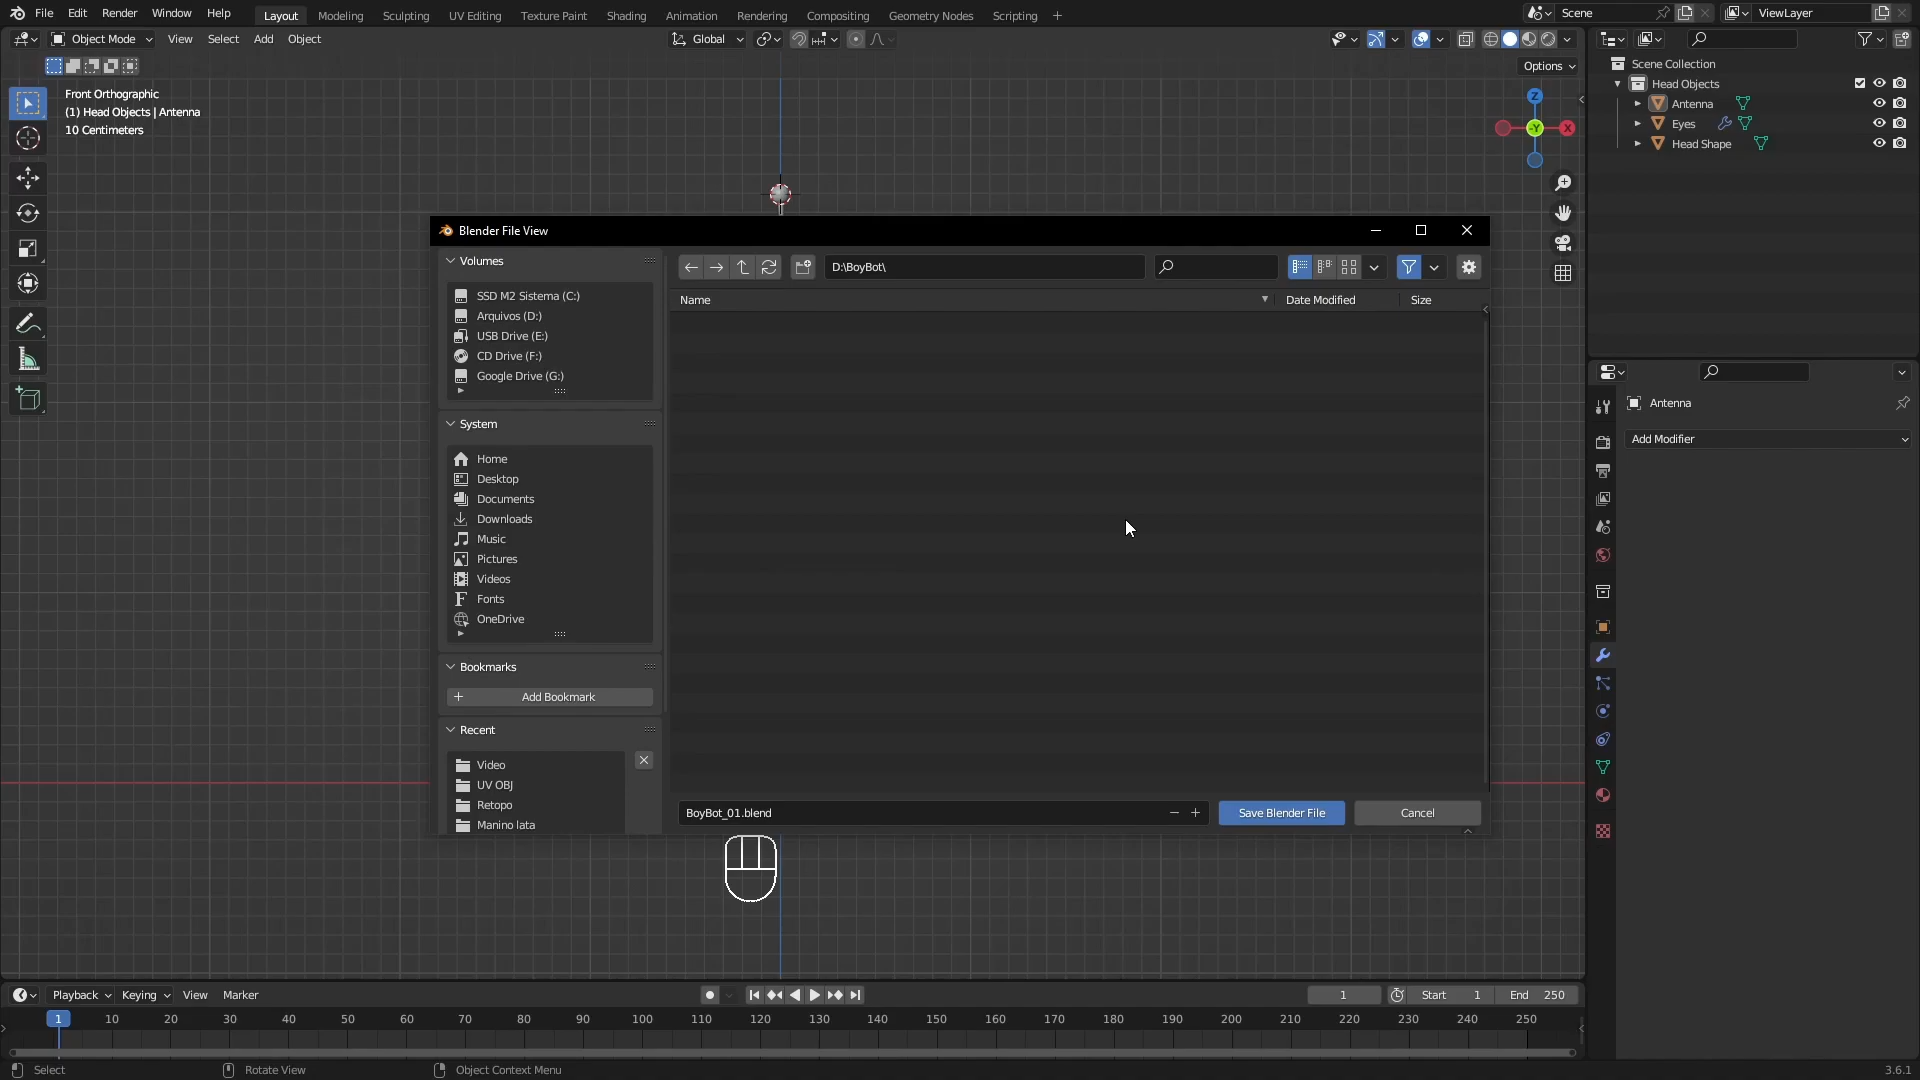 File Edit Render Window Help Layout Modeling Sculpting UV Editing Texture Paint Shading Animation Rendering Compositing Geometry Nodes Scripting + Scene ViewLayer
Object Mode View Select Add Object Global
Options
Front Orthographic
(1) Head Objects | Antenna
10 Centimeters
Z
-Y
X
Scene Collection
Head Objects
Antenna
Eyes
Head Shape
Blender File View
Volumes
SSD M2 Sistema (C:)
Arquivos (D:)
USB Drive (E:)
CD Drive (F:)
Google Drive (G:)
System
Home
Desktop
Documents
Downloads
Music
Pictures
Videos
Fonts
OneDrive
Bookmarks
+ Add Bookmark
Recent
Video
UV OBJ
Retopo
Manino lata
D:\BoyBot\
Name Date Modified Size
BoyBot_01.blend
Save Blender File Cancel
Antenna
Add Modifier
Playback Keying View Marker 1 Start 1 End 250
1 10 20 30 40 50 60 70 80 90 100 110 120 130 140 150 160 170 180 190 200 210 220 230 240 250
Select Rotate View Object Context Menu 3.6.1